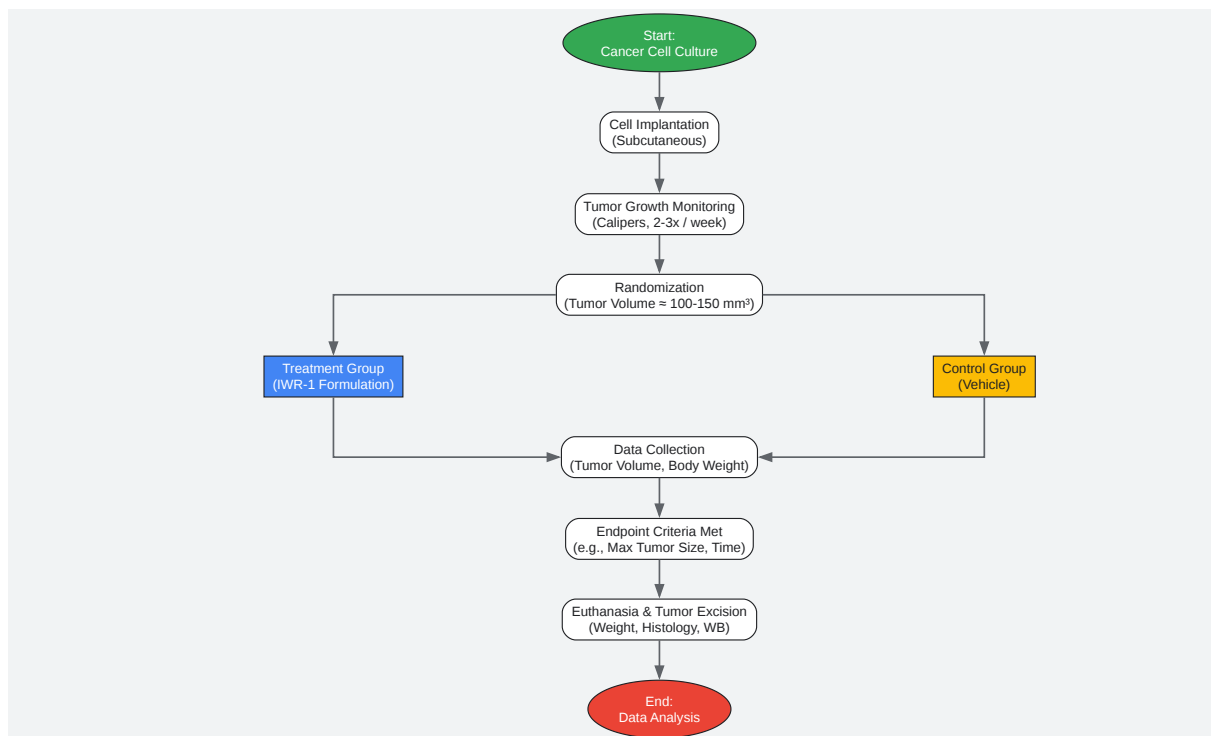 Start:
Cancer Cell Culture
Cell Implantation
(Subcutaneous)
Tumor Growth Monitoring
(Calipers, 2-3x / week)
Randomization
(Tumor Volume ≈ 100-150 mm³)
Treatment Group
(IWR-1 Formulation)
Control Group
(Vehicle)
Data Collection
(Tumor Volume, Body Weight)
Endpoint Criteria Met
(e.g., Max Tumor Size, Time)
Euthanasia & Tumor Excision
(Weight, Histology, WB)
End:
Data Analysis